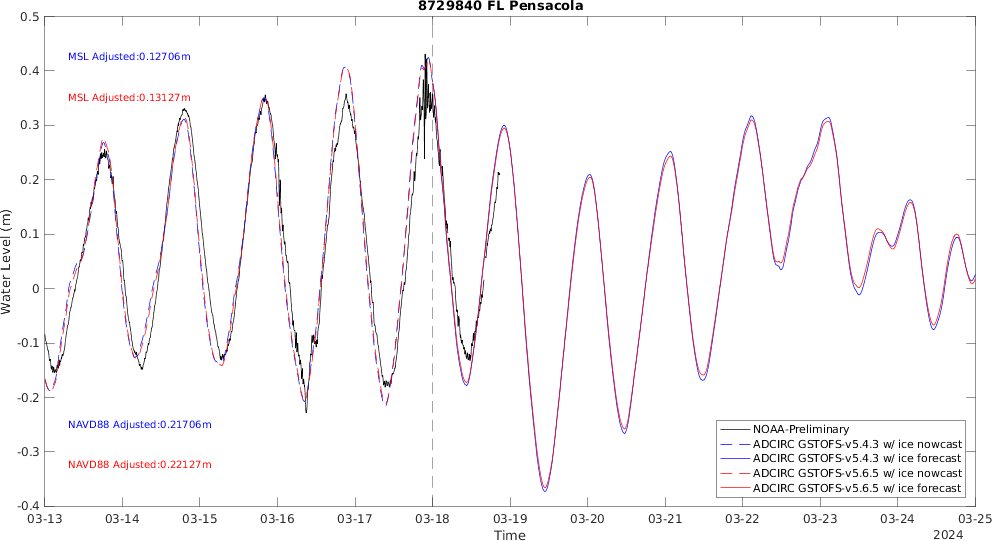 8729840 FL Pensacola
0.5
0.4
0.3
0.2
0.1
0
-0.1
-0.2
-0.3
-0.4
Water Level (m)
MSL Adjusted:0.12706m
MSL Adjusted:0.13127m
NAVD88 Adjusted:0.21706m
NAVD88 Adjusted:0.22127m
NOAA-Preliminary
ADCIRC GSTOFS-v5.4.3 w/ ice nowcast
ADCIRC GSTOFS-v5.4.3 w/ ice forecast
ADCIRC GSTOFS-v5.6.5 w/ ice nowcast
ADCIRC GSTOFS-v5.6.5 w/ ice forecast
03-13 03-14 03-15 03-16 03-17 03-18 03-19 03-20 03-21 03-22 03-23 03-24 03-25
Time
2024